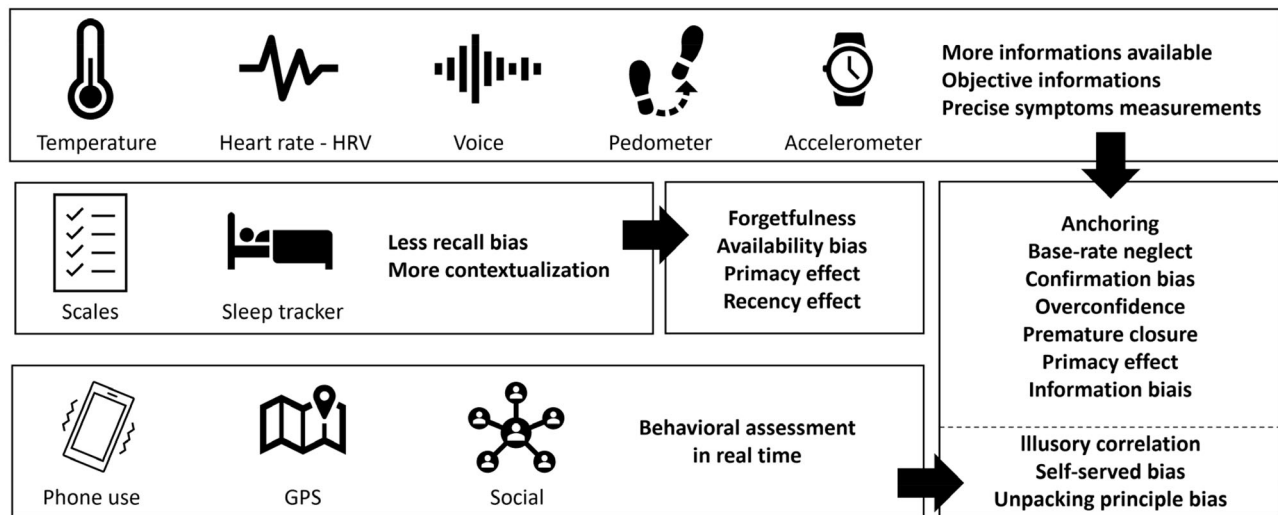 More informations available
Objective informations
Precise symptoms measurements
Temperature
Heart rate - HRV
Voice
Pedometer
Accelerometer
Less recall bias
More contextualization
Scales
Sleep tracker
Forgetfulness
Availability bias
Primacy effect
Recency effect
Anchoring
Base-rate neglect
Confirmation bias
Overconfidence
Premature closure
Primacy effect
Information biais
Behavioral assessment
in real time
Phone use
GPS
Social
Illusory correlation
Self-served bias
Unpacking principle bias